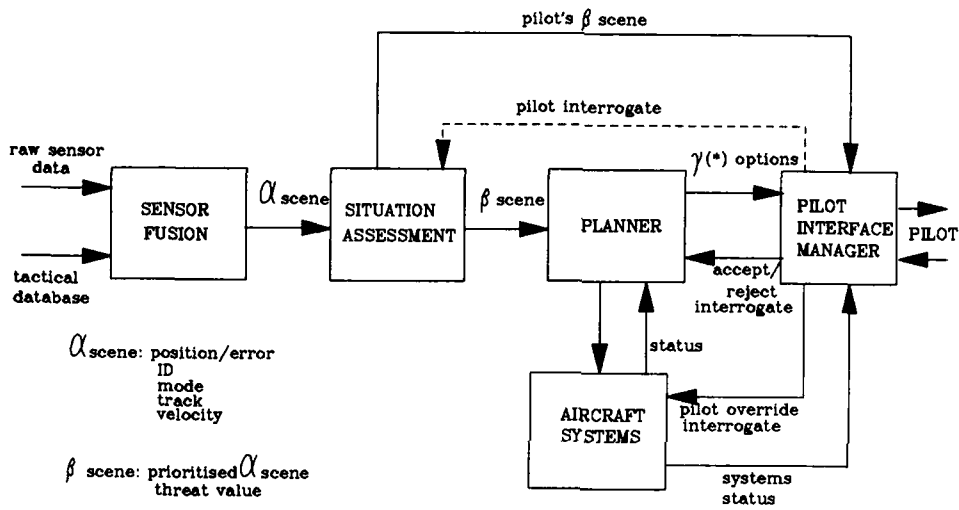 pilot's β scene
pilot interrogate
raw sensor
data
γ(*) options
α scene
β scene
SENSOR
FUSION
SITUATION
ASSESSMENT
PLANNER
PILOT
INTERFACE
MANAGER
PILOT
tactical
database
accept/
reject
interrogate
status
α scene: position/error
ID
mode
track
velocity
AIRCRAFT
SYSTEMS
pilot override
interrogate
β scene: prioritised α scene
threat value
systems
status